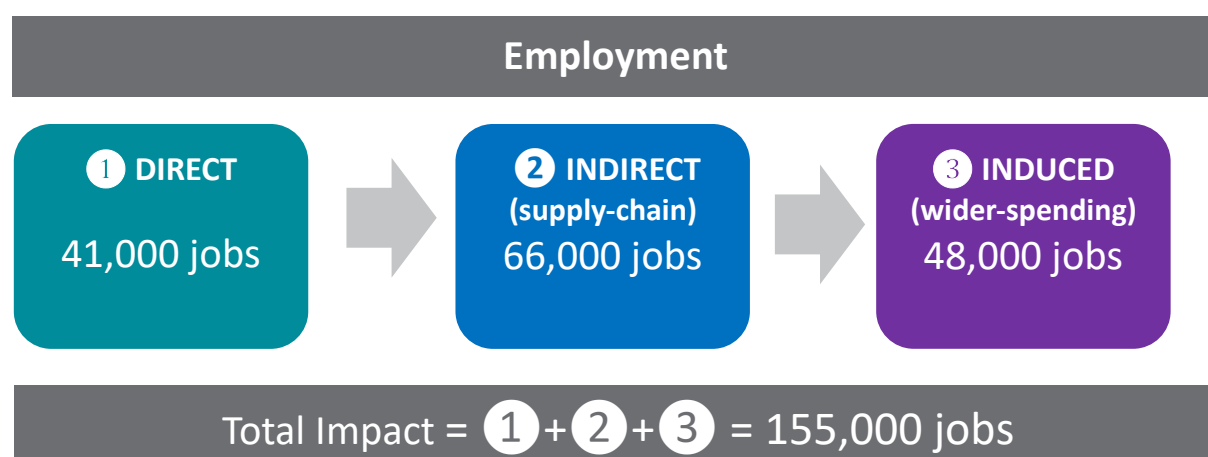 Employment
1 DIRECT
41,000 jobs
2 INDIRECT
(supply-chain)
66,000 jobs
3 INDUCED
(wider-spending)
48,000 jobs
Total Impact = 1+2+3 = 155,000 jobs